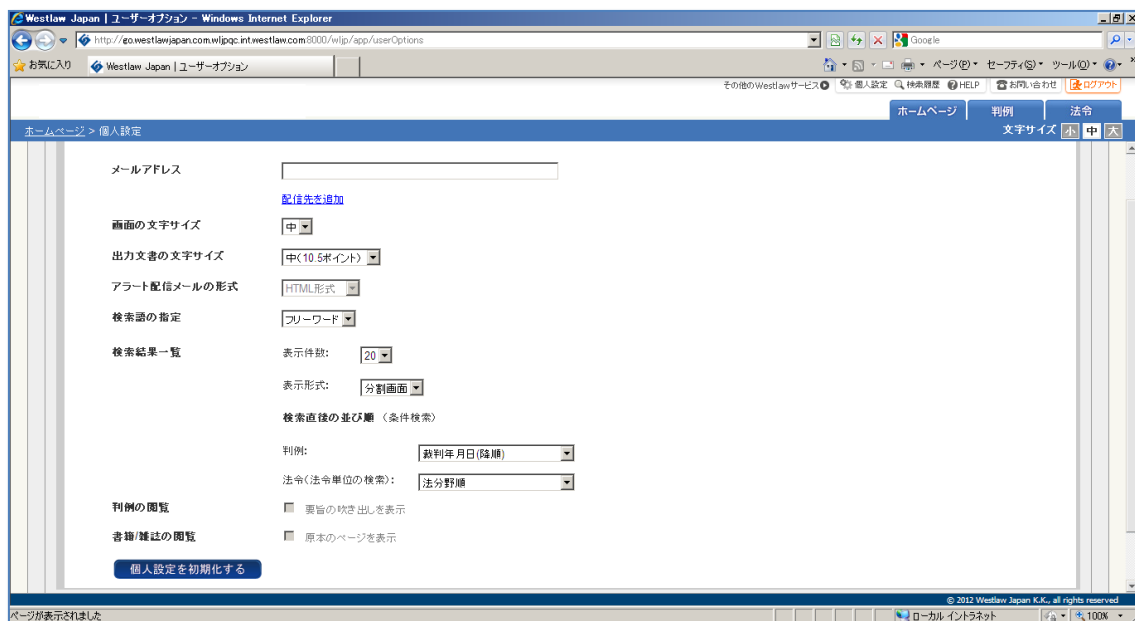 Westlaw Japan | ユーザーオプション - Windows Internet Explorer
http://go.westlawjapan.com.wljpqc.int.westlaw.com:8000/wljp/app/userOptions
Google
お気に入り Westlaw Japan | ユーザーオプション ページ(P) セーフティ(S) ツール(O)
その他のWestlawサービス 個人設定 検索履歴 HELP お問い合わせ ログアウト
ホームページ 判例 法令
ホームページ > 個人設定 文字サイズ 小 中 大
メールアドレス
配信先を追加
画面の文字サイズ 中
出力文書の文字サイズ 中(10.5ポイント)
アラート配信メールの形式 HTML形式
検索語の指定 フリーワード
検索結果一覧 表示件数: 20
表示形式: 分割画面
検索直後の並び順 (条件検索)
判例: 裁判年月日(降順)
法令(法令単位の検索): 法分野順
判例の閲覧 要旨の吹き出しを表示
書籍/雑誌の閲覧 原本のページを表示
個人設定を初期化する
© 2012 Westlaw Japan K.K., all rights reserved
ページが表示されました ローカル イントラネット 100%